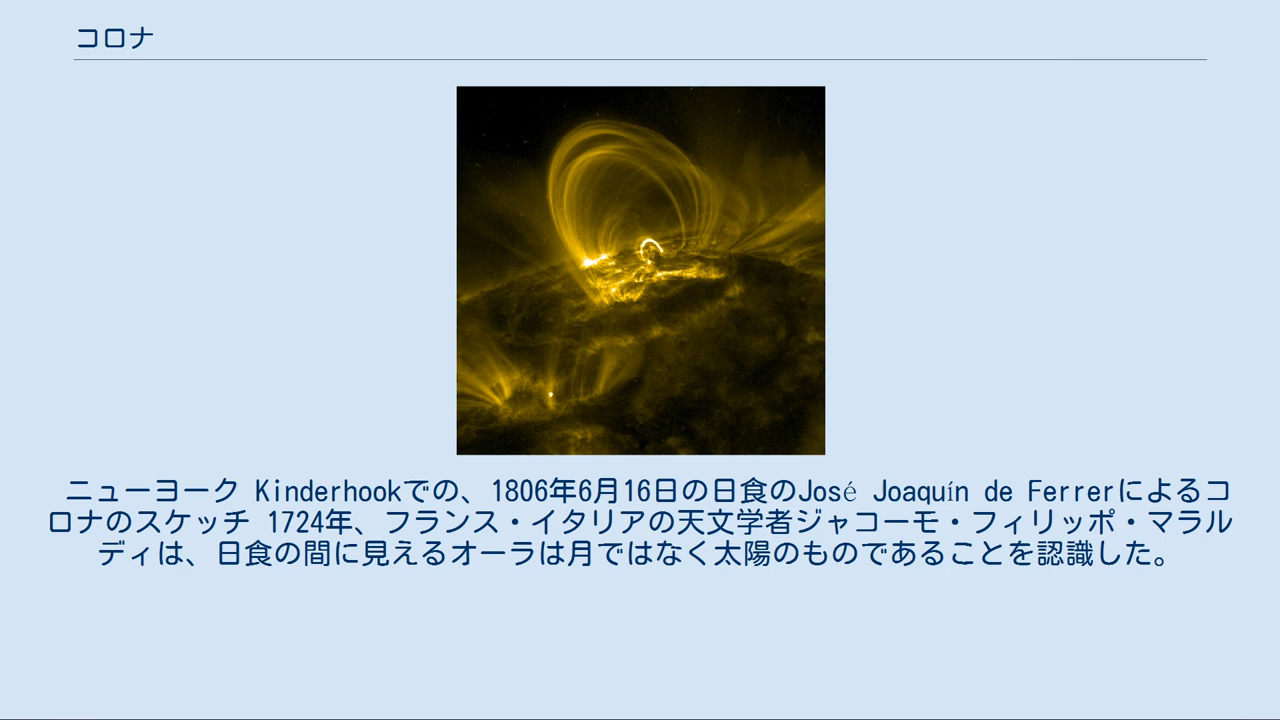 コロナ
ニューヨーク Kinderhookでの、1806年6月16日の日食のJosé Joaquín de Ferrerによるコ
ロナのスケッチ 1724年、フランス・イタリアの天文学者ジャコーモ・フィリッポ・マラル
ディは、日食の間に見えるオーラは月ではなく太陽のものであることを認識した。